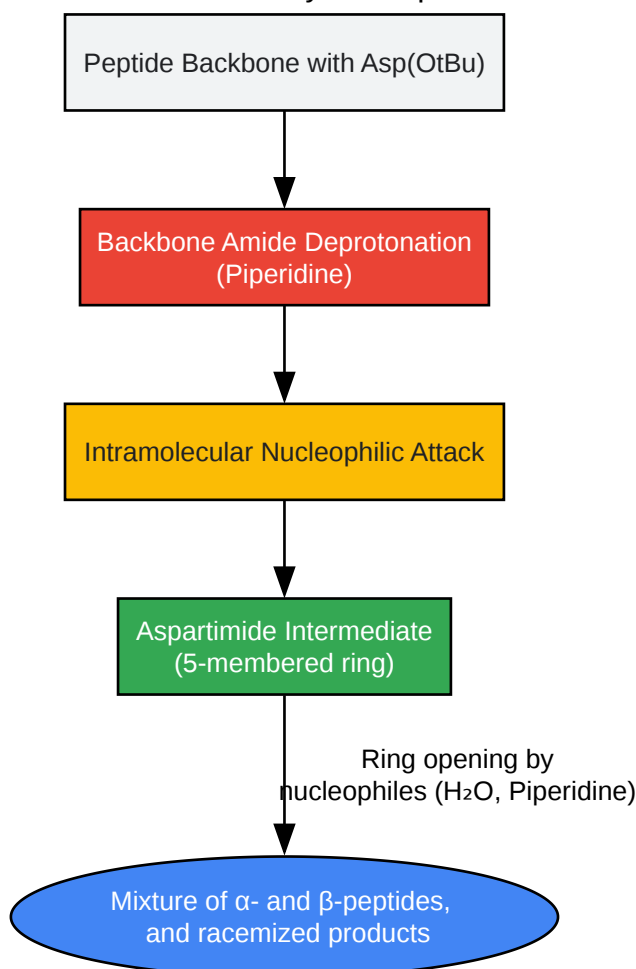 Peptide Backbone with Asp(OtBu)
Backbone Amide Deprotonation
(Piperidine)
Intramolecular Nucleophilic Attack
Aspartimide Intermediate
(5-membered ring)
Ring opening by
nucleophiles (H₂O, Piperidine)
Mixture of α- and β-peptides,
and racemized products